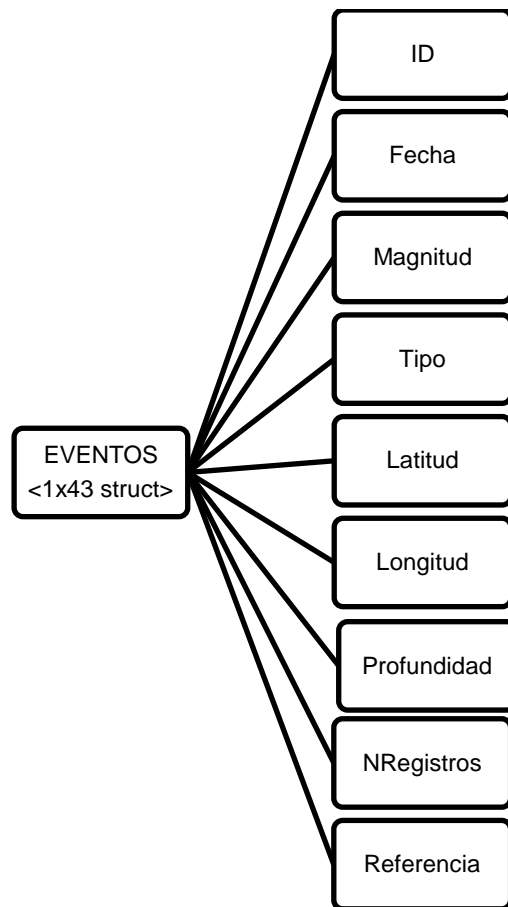 ID
Fecha
Magnitud
Tipo
EVENTOS
<1x43 struct>
Latitud
Longitud
Profundidad
NRegistros
Referencia